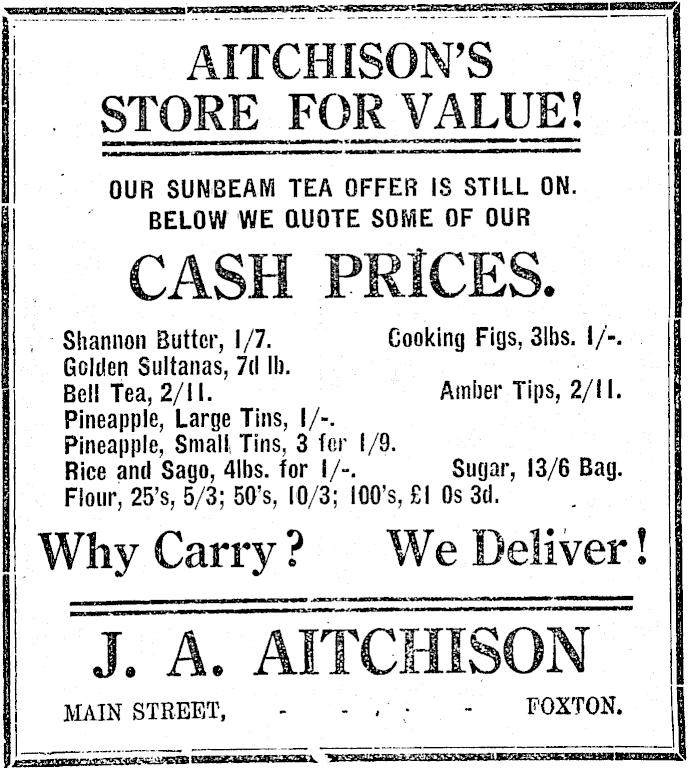 AITCHISON'S
STORE FOR VALUE!
OUR SUNBEAM TEA OFFER IS STILL ON.
BELOW WE QUOTE SOME OF OUR
CASH PRICES.
Shannon Butter, 1/7. Cooking Figs, 3lbs. 1/-.
Golden Sultanas, 7d lb.
Bell Tea, 2/11. Amber Tips, 2/11.
Pineapple, Large Tins, 1/-.
Pineapple, Small Tins, 3 for 1/9.
Rice and Sago, 4lbs. for 1/-. Sugar, 13/6 Bag.
Flour, 25's, 5/3; 50's, 10/3; 100's, £1 0s 3d.
Why Carry? We Deliver!
J. A. AITCHISON
MAIN STREET, - - - - FOXTON.